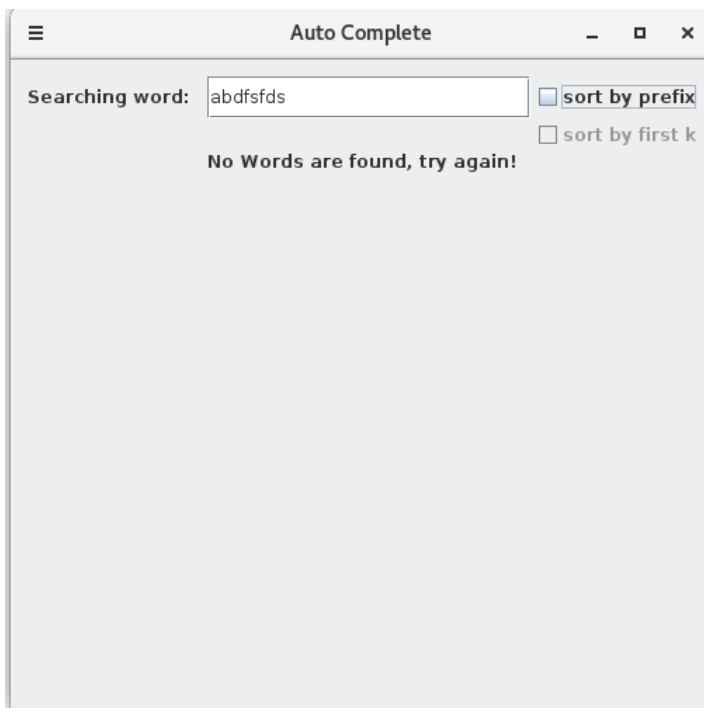 Auto Complete
Searching word: abdfsfds sort by prefix
sort by first k
No Words are found, try again!